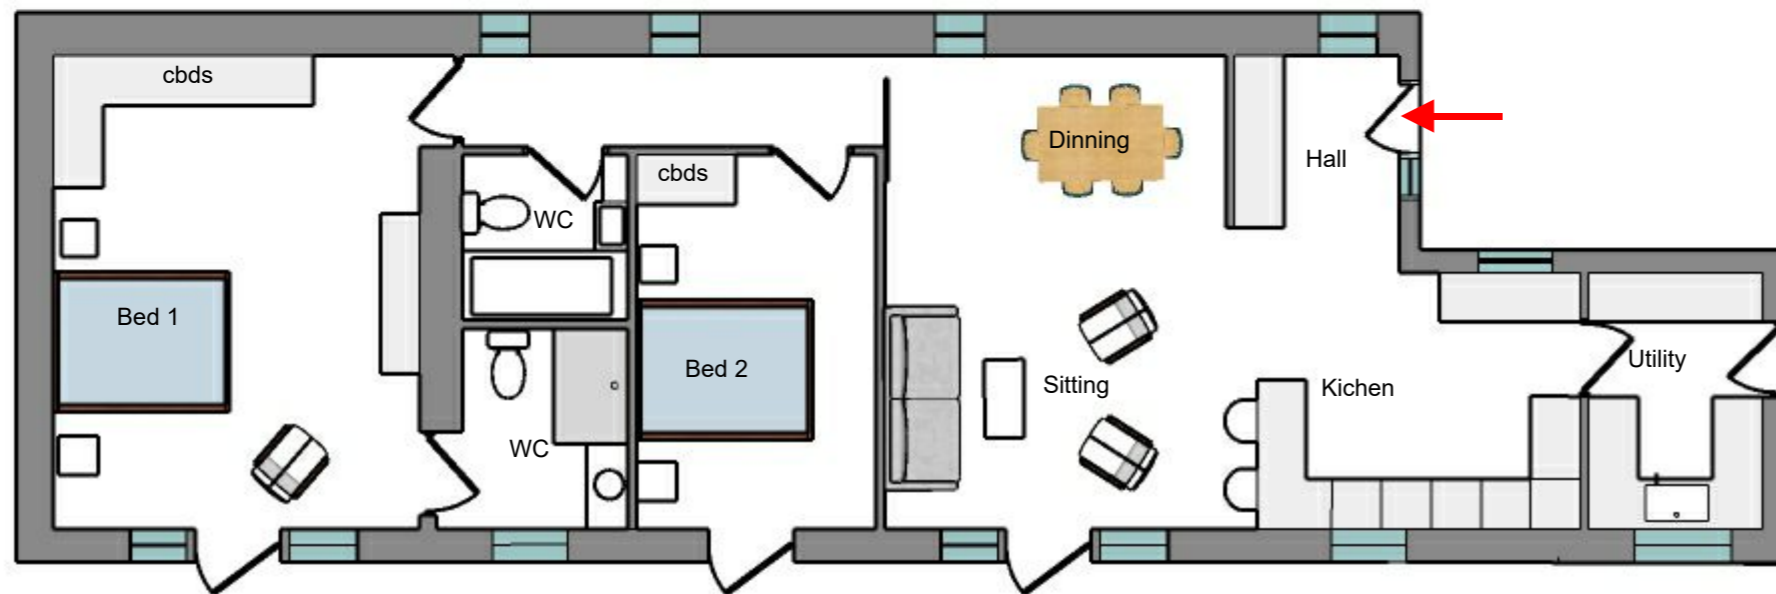 cbds
Dinning
Hall
cbds
WC
Bed 1
Bed 2
Sitting
Kichen
Utility
WC